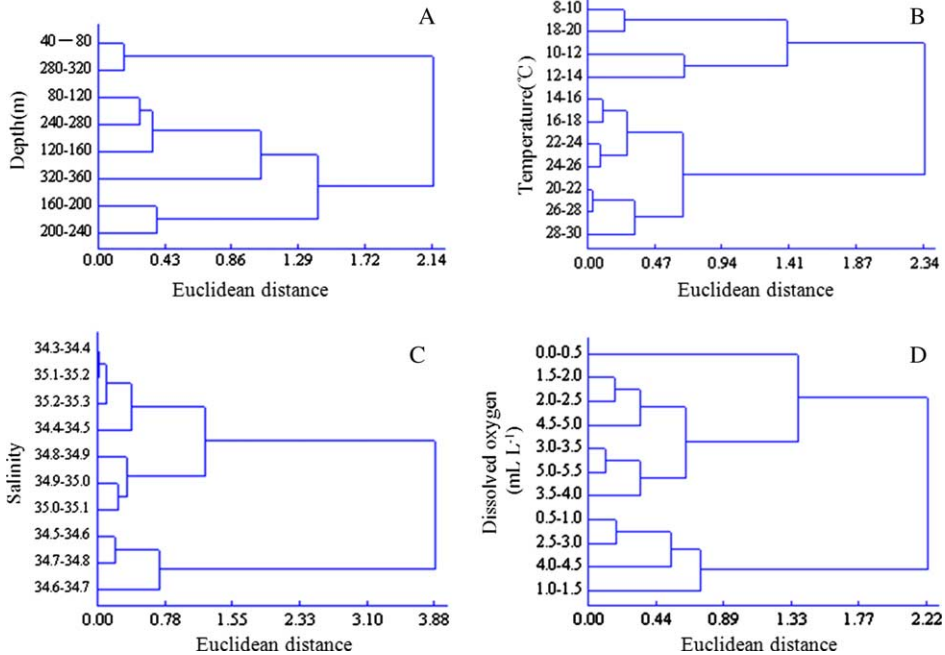 A
Depth(m)
40—80
280-320
80-120
240-280
120-160
320-360
160-200
200-240
0.00 0.43 0.86 1.29 1.72 2.14
Euclidean distance
B
Temperature(℃)
8-10
18-20
10-12
12-14
14-16
16-18
22-24
24-26
20-22
26-28
28-30
0.00 0.47 0.94 1.41 1.87 2.34
Euclidean distance
C
Salinity
34.3-34.4
35.1-35.2
35.2-35.3
34.4-34.5
34.8-34.9
34.9-35.0
35.0-35.1
34.5-34.6
34.7-34.8
34.6-34.7
0.00 0.78 1.55 2.33 3.10 3.88
Euclidean distance
D
Dissolved oxygen
(mL L-1)
0.0-0.5
1.5-2.0
2.0-2.5
4.5-5.0
3.0-3.5
5.0-5.5
3.5-4.0
0.5-1.0
2.5-3.0
4.0-4.5
1.0-1.5
0.00 0.44 0.89 1.33 1.77 2.22
Euclidean distance